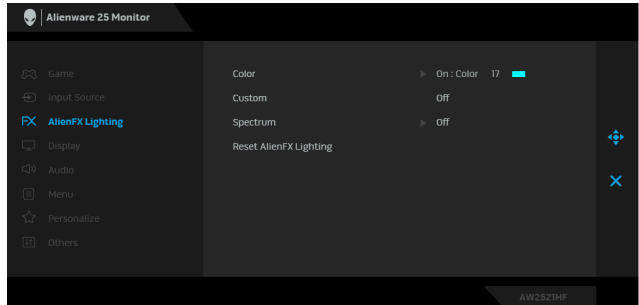 Alienware 25 Monitor
Game
Input Source
FX AlienFX Lighting
Display
Audio
Menu
Personalize
Others
Color On : Color 17
Custom Off
Spectrum Off
Reset AlienFX Lighting
AW2521HF